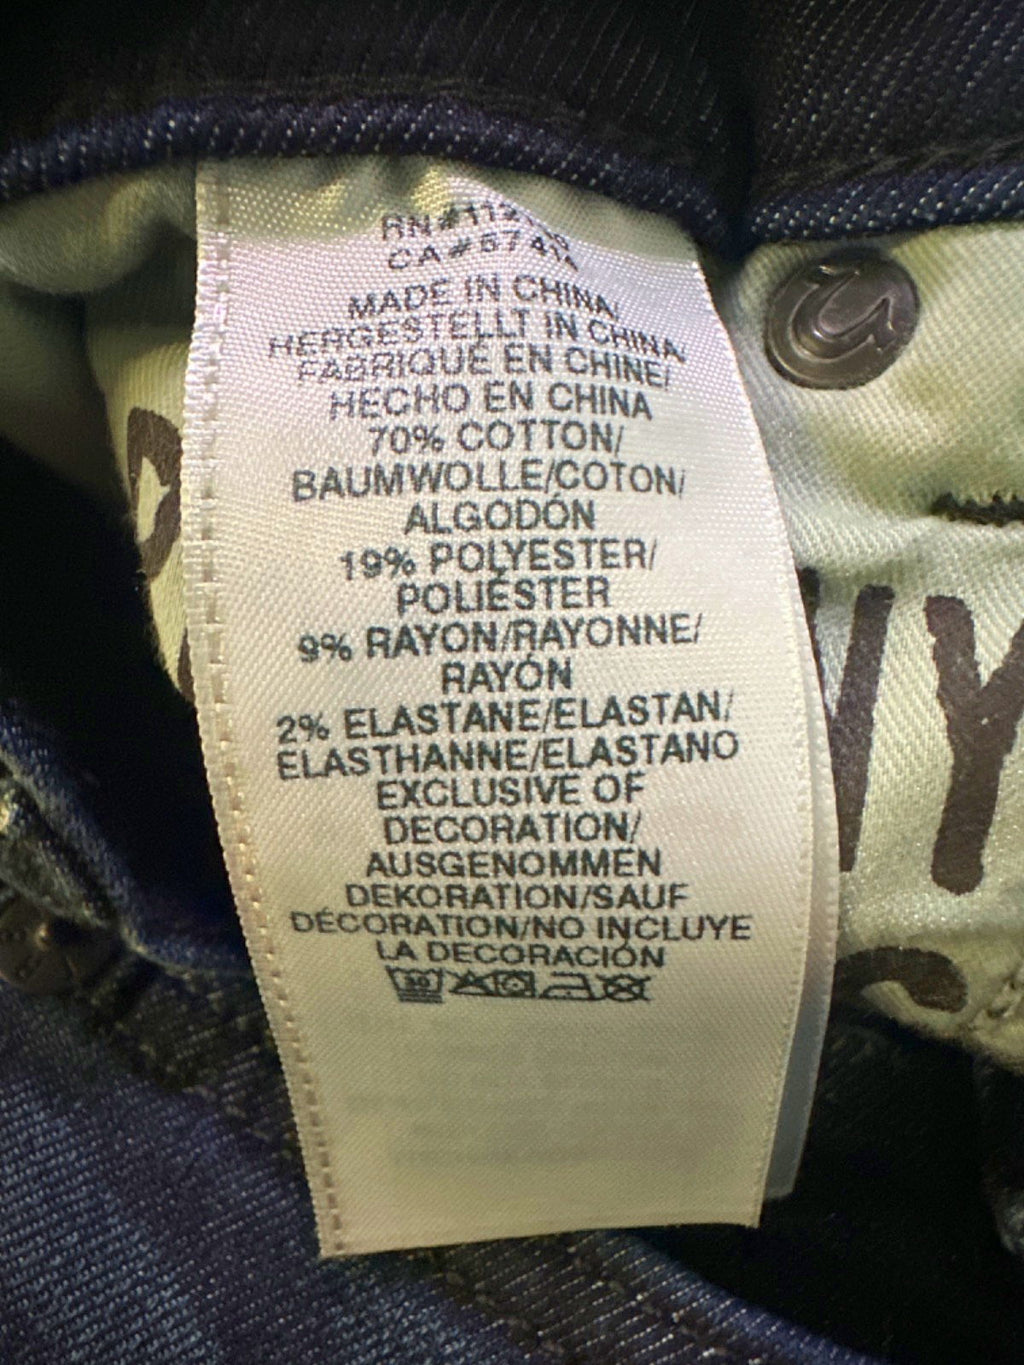 MADE IN CHINA/
HERGESTELLT IN CHINA
FABRIQUÉ EN CHINE/
HECHO EN CHINA
70% COTTON/
BAUMWOLLE/COTON/
ALGODÓN
19% POLYESTER/
POLIÉSTER
9% RAYON/RAYONNE/
RAYÓN
2% ELASTANE/ELASTAN/
ELASTHANNE/ELASTANO
EXCLUSIVE OF
DECORATION/
AUSGENOMMEN
DEKORATION/SAUF
DÉCORATION/NO INCLUYE
LA DECORACIÓN
30